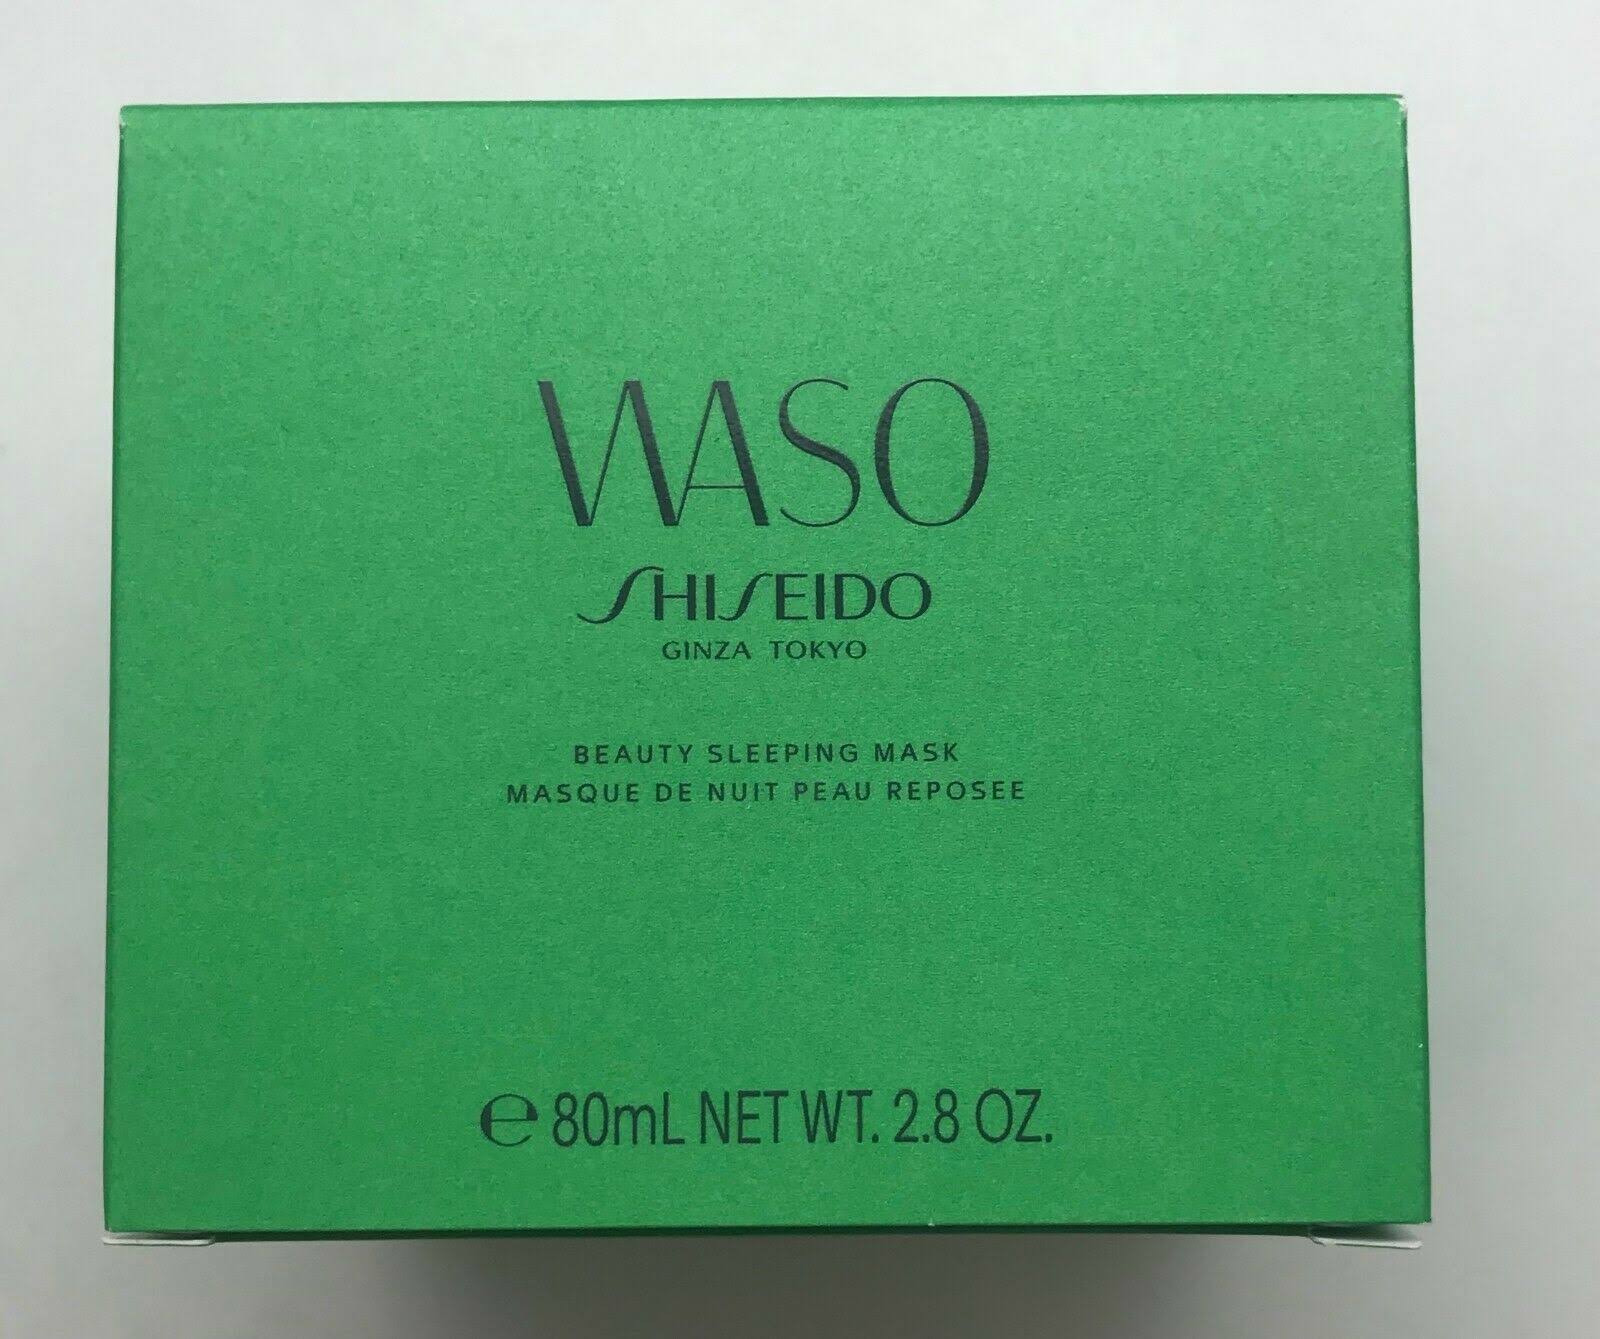 WASO
SHISEIDO
GINZA TOKYO
BEAUTY SLEEPING MASK
MASQUE DE NUIT PEAU REPOSEE
℮ 80mL NET WT. 2.8 OZ.